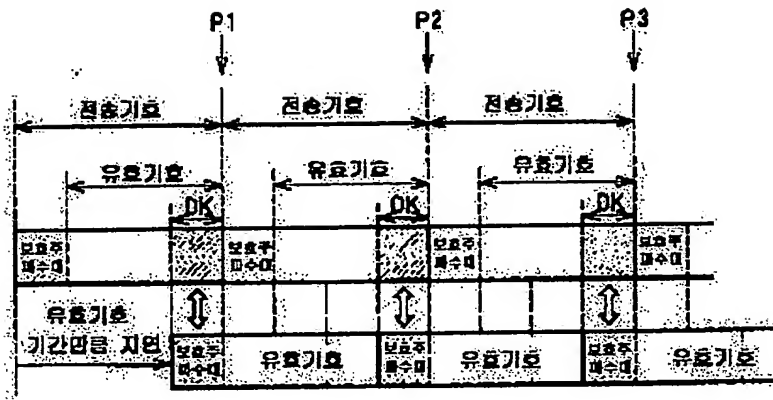 P1 P2 P3
전송기호 전송기호 전송기호
유효기호 유효기호 유효기호
DK DK DK
보호주 보호주 보호주 보호주
파수대 파수대 파수대 파수대
유효기호
기간만큼 지연
보호주 유효기호 보호주 유효기호 보호주 유효기호
파수대 파수대 파수대